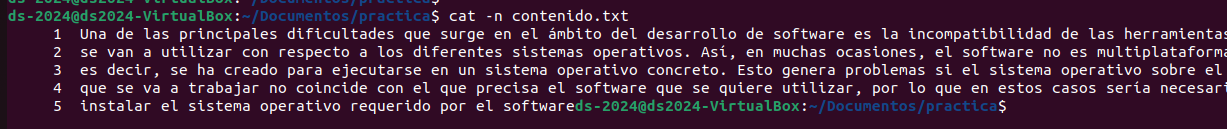 ds-2024@ds2024-VirtualBox:~/Documentos/practica$ cat -n contenido.txt
1 Una de las principales dificultades que surge en el ámbito del desarrollo de software es la incompatibilidad de las herramientas
2 se van a utilizar con respecto a los diferentes sistemas operativos. Así, en muchas ocasiones, el software no es multiplataforma
3 es decir, se ha creado para ejecutarse en un sistema operativo concreto. Esto genera problemas si el sistema operativo sobre el
4 que se va a trabajar no coincide con el que precisa el software que se quiere utilizar, por lo que en estos casos seria necesari
5 instalar el sistema operativo requerido por el softwareds-2024@ds2024-VirtualBox:~/Documentos/practica$